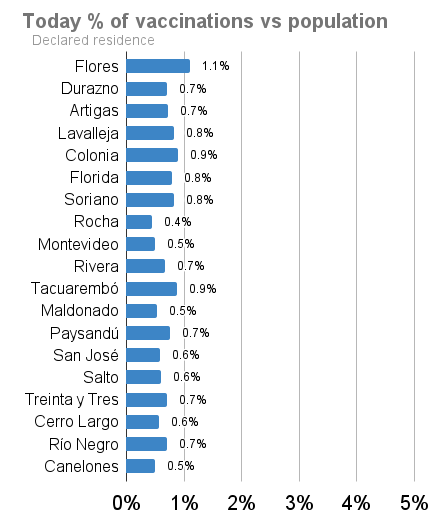 Today % of vaccinations vs population
Declared residence
Flores 1.1%
Durazno 0.7%
Artigas 0.7%
Lavalleja 0.8%
Colonia 0.9%
Florida 0.8%
Soriano 0.8%
Rocha 0.4%
Montevideo 0.5%
Rivera 0.7%
Tacuarembó 0.9%
Maldonado 0.5%
Paysandú 0.7%
San José 0.6%
Salto 0.6%
Treinta y Tres 0.7%
Cerro Largo 0.6%
Río Negro 0.7%
Canelones 0.5%
0% 1% 2% 3% 4% 5%